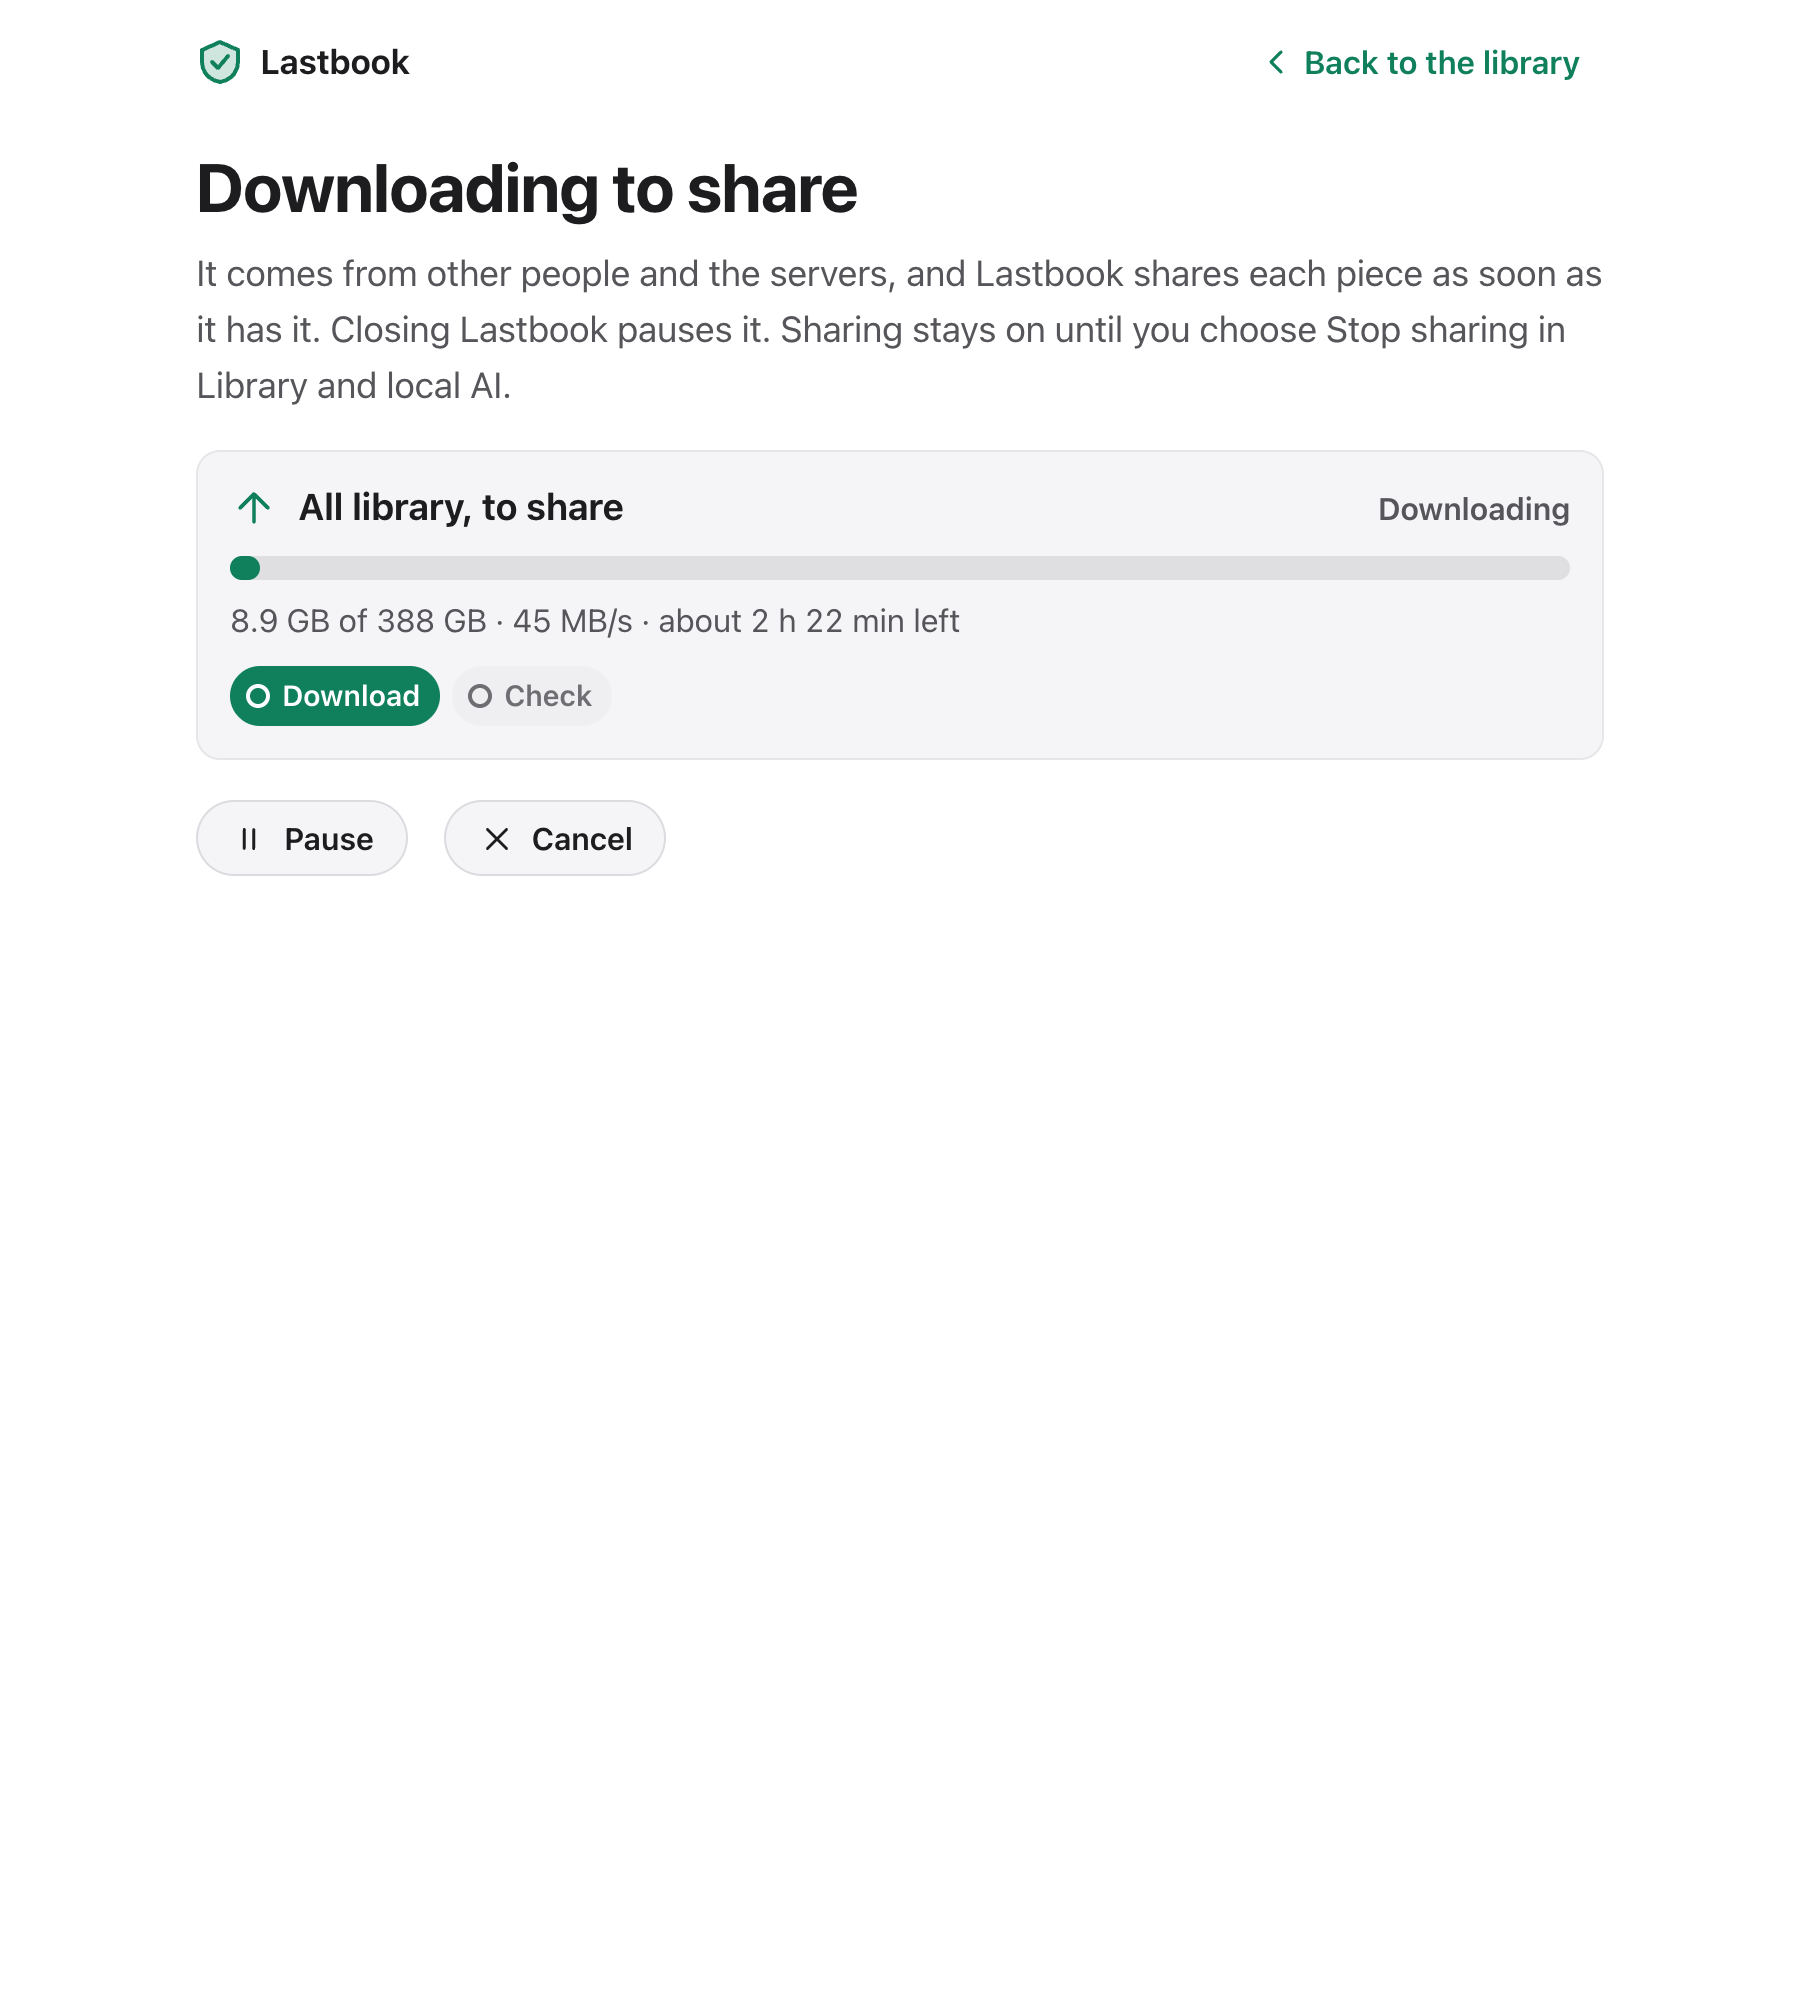 Lastbook
Back to the library
Downloading to share
It comes from other people and the servers, and Lastbook shares each piece as soon as
it has it. Closing Lastbook pauses it. Sharing stays on until you choose Stop sharing in
Library and local AI.
All library, to share
Downloading
8.9 GB of 388 GB · 45 MB/s · about 2 h 22 min left
Download
Check
Pause
Cancel